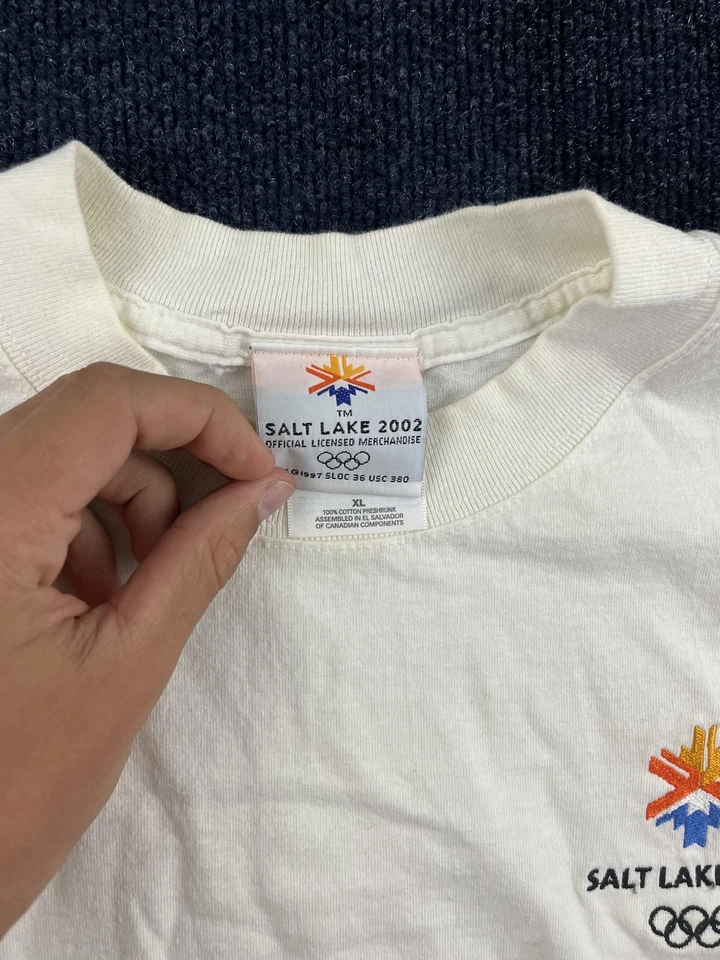 TM
SALT LAKE 2002
OFFICIAL LICENSED MERCHANDISE
1997 SLOC 36 USC 380
XL
100% COTTON PRESHRUNK
ASSEMBLED IN EL SALVADOR
OF CANADIAN COMPONENTS
SALT LAKE